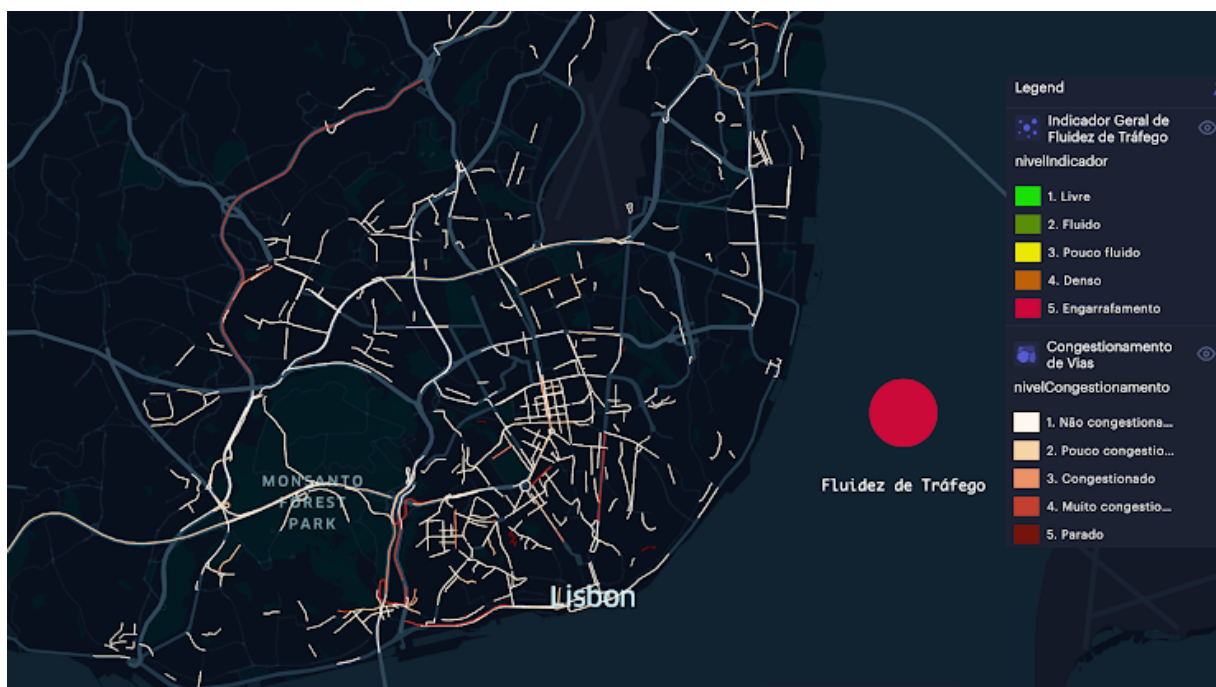 MONSANTO
FOREST
PARK
Lisbon
Fluidez de Tráfego
Legend
Indicador Geral de
Fluidez de Tráfego
nivelIndicador
1. Livre
2. Fluido
3. Pouco fluido
4. Denso
5. Engarrafamento
Congestionamento
de Vias
nivelCongestionamento
1. Não congestiona...
2. Pouco congestio...
3. Congestionado
4. Muito congestio...
5. Parado